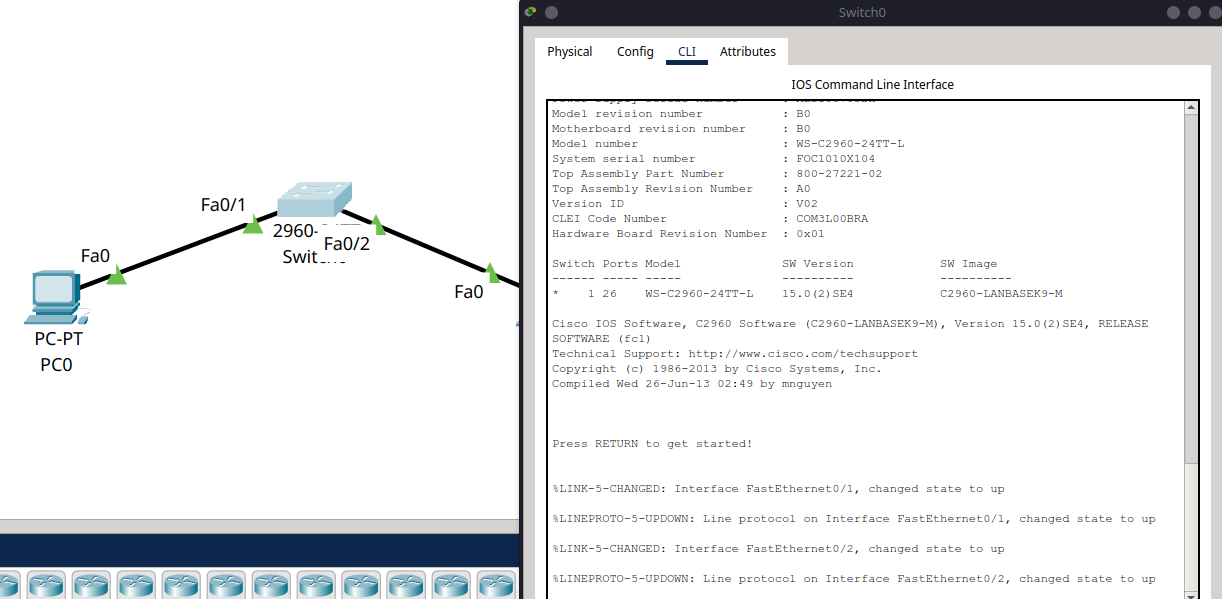 Switch0
Physical Config CLI Attributes
IOS Command Line Interface
Model revision number : B0
Motherboard revision number : B0
Model number : WS-C2960-24TT-L
System serial number : FOC1010X104
Top Assembly Part Number : 800-27221-02
Top Assembly Revision Number : A0
Version ID : V02
CLEI Code Number : COM3L00BRA
Hardware Board Revision Number : 0x01
Switch Ports Model SW Version SW Image
------ ----- ----- ---------- ----------
* 1 26 WS-C2960-24TT-L 15.0(2)SE4 C2960-LANBASEK9-M
Cisco IOS Software, C2960 Software (C2960-LANBASEK9-M), Version 15.0(2)SE4, RELEASE
SOFTWARE (fc1)
Technical Support: http://www.cisco.com/techsupport
Copyright (c) 1986-2013 by Cisco Systems, Inc.
Compiled Wed 26-Jun-13 02:49 by mnguyen
Press RETURN to get started!
%LINK-5-CHANGED: Interface FastEthernet0/1, changed state to up
%LINEPROTO-5-UPDOWN: Line protocol on Interface FastEthernet0/1, changed state to up
%LINK-5-CHANGED: Interface FastEthernet0/2, changed state to up
%LINEPROTO-5-UPDOWN: Line protocol on Interface FastEthernet0/2, changed state to up
Fa0/1
2960-
Fa0/2
Fa0
Fa0
PC-PT
PC0